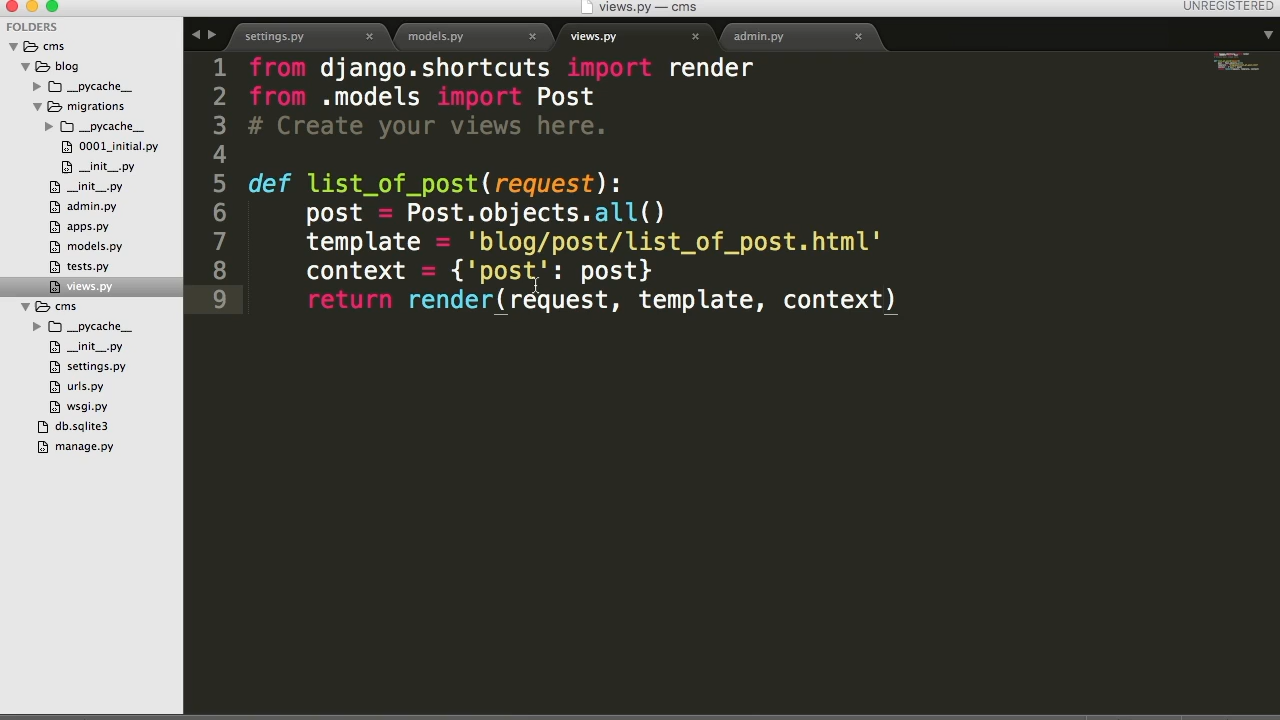 views.py — cms
UNREGISTERED
FOLDERS
cms
blog
__pycache__
migrations
__pycache__
0001_initial.py
__init__.py
__init__.py
admin.py
apps.py
models.py
tests.py
views.py
cms
__pycache__
__init__.py
settings.py
urls.py
wsgi.py
db.sqlite3
manage.py
settings.py
models.py
views.py
admin.py
1 from django.shortcuts import render
2 from .models import Post
3 # Create your views here.
4
5 def list_of_post(request):
6     post = Post.objects.all()
7     template = 'blog/post/list_of_post.html'
8     context = {'post': post}
9     return render(request, template, context)